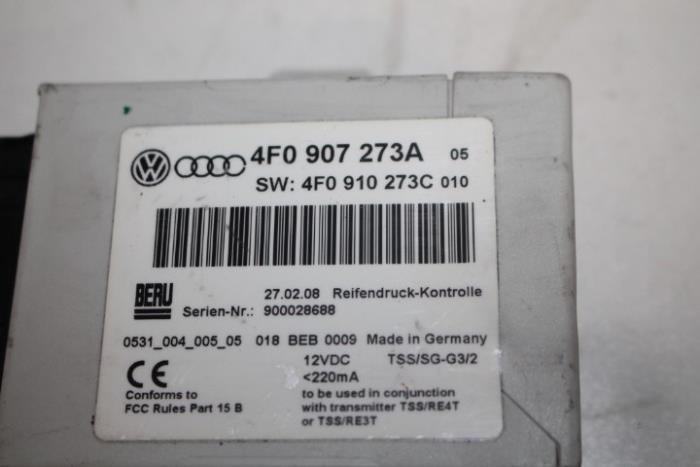 4F0 907 273A 05
SW: 4F0 910 273C 010
BERU
27.02.08 Reifendruck-Kontrolle
Serien-Nr.: 900028688
0531_004_005_05 018 BEB 0009 Made in Germany
12VDC TSS/SG-G3/2
CE <220mA
Conforms to to be used in conjunction
FCC Rules Part 15 B with transmitter TSS/RE4T
or TSS/RE3T